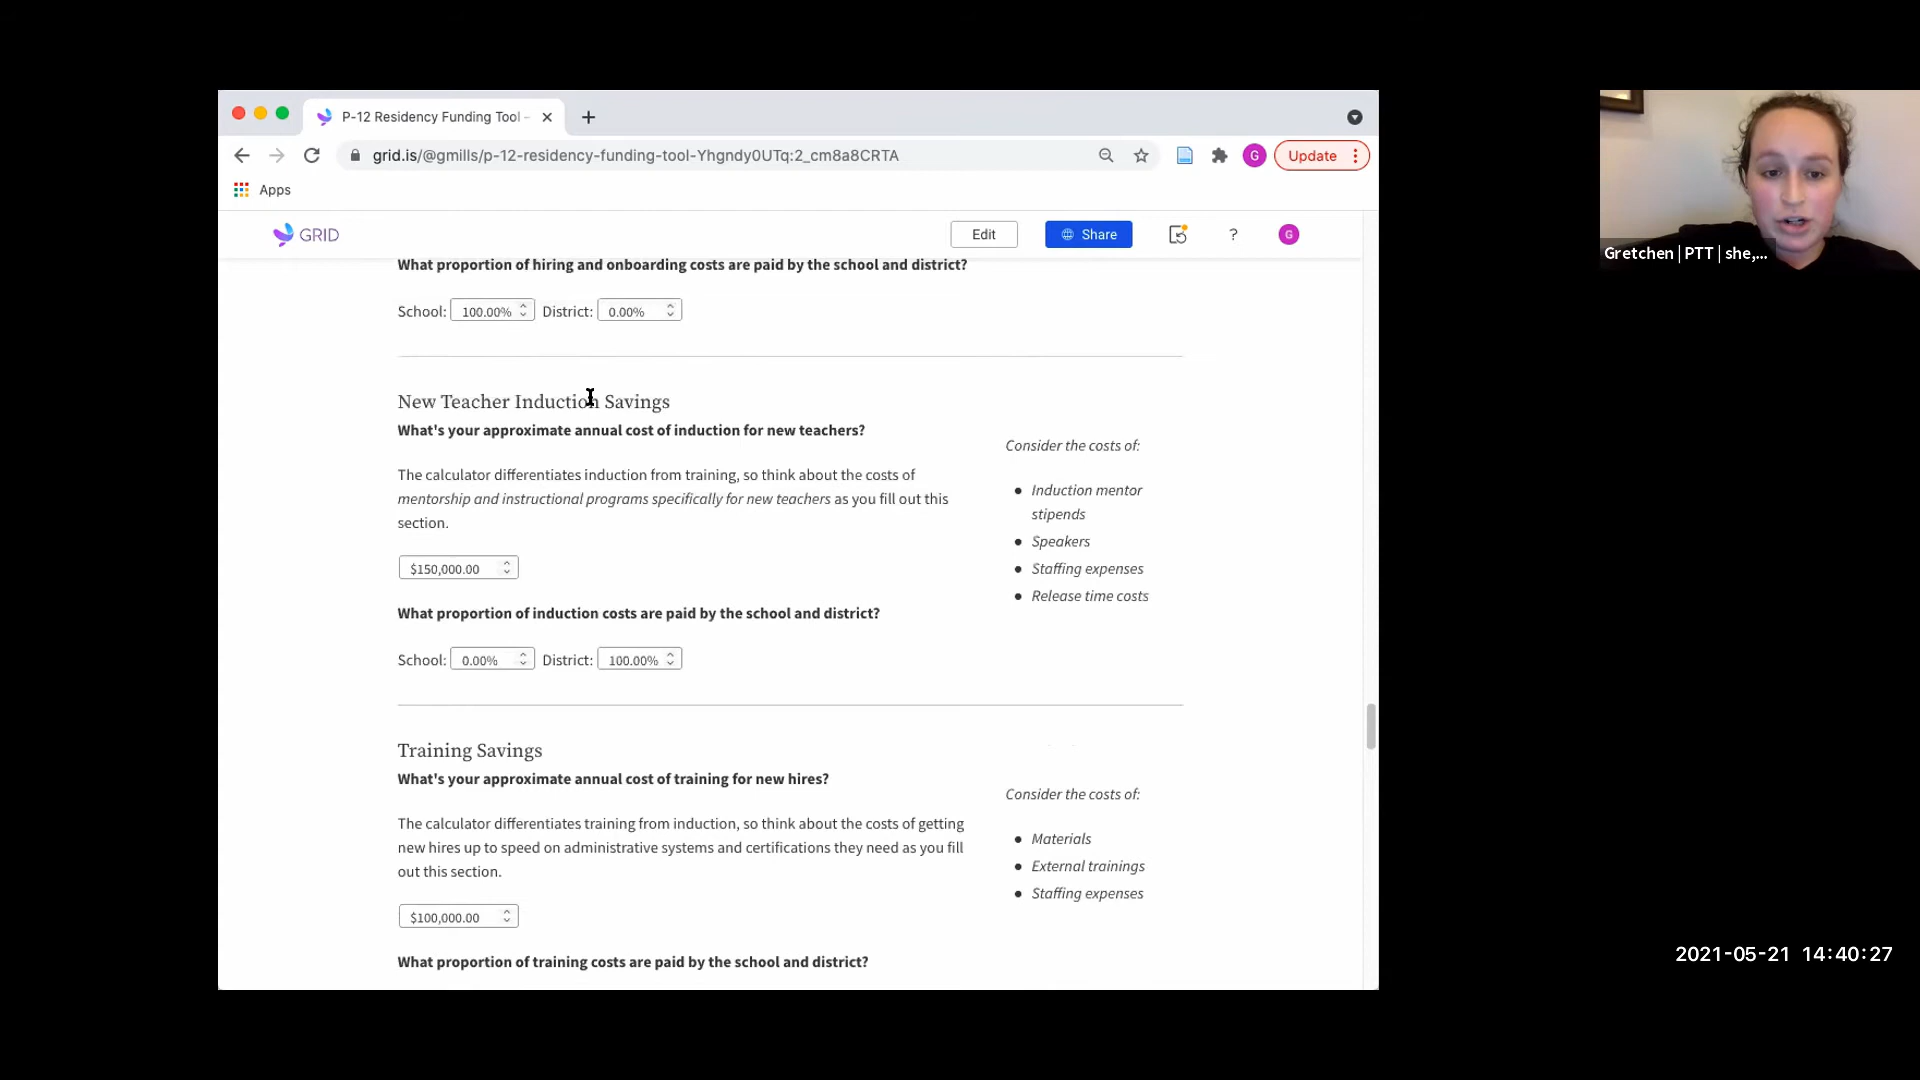 P-12 Residency Funding Tool -
grid.is/@gmills/p-12-residency-funding-tool-Yhgndy0UTq:2_cm8a8CRTA
G
Update
Apps
GRID
Edit
Share
?
G
What proportion of hiring and onboarding costs are paid by the school and district?
School: 100.00% District: 0.00%
New Teacher Induction Savings
What's your approximate annual cost of induction for new teachers?
The calculator differentiates induction from training, so think about the costs of
mentorship and instructional programs specifically for new teachers as you fill out this
section.
$150,000.00
Consider the costs of:
Induction mentor
stipends
Speakers
Staffing expenses
Release time costs
What proportion of induction costs are paid by the school and district?
School: 0.00% District: 100.00%
Training Savings
What's your approximate annual cost of training for new hires?
The calculator differentiates training from induction, so think about the costs of getting
new hires up to speed on administrative systems and certifications they need as you fill
out this section.
$100,000.00
Consider the costs of:
Materials
External trainings
Staffing expenses
What proportion of training costs are paid by the school and district?
Gretchen | PTT | she,...
2021-05-21 14:40:27